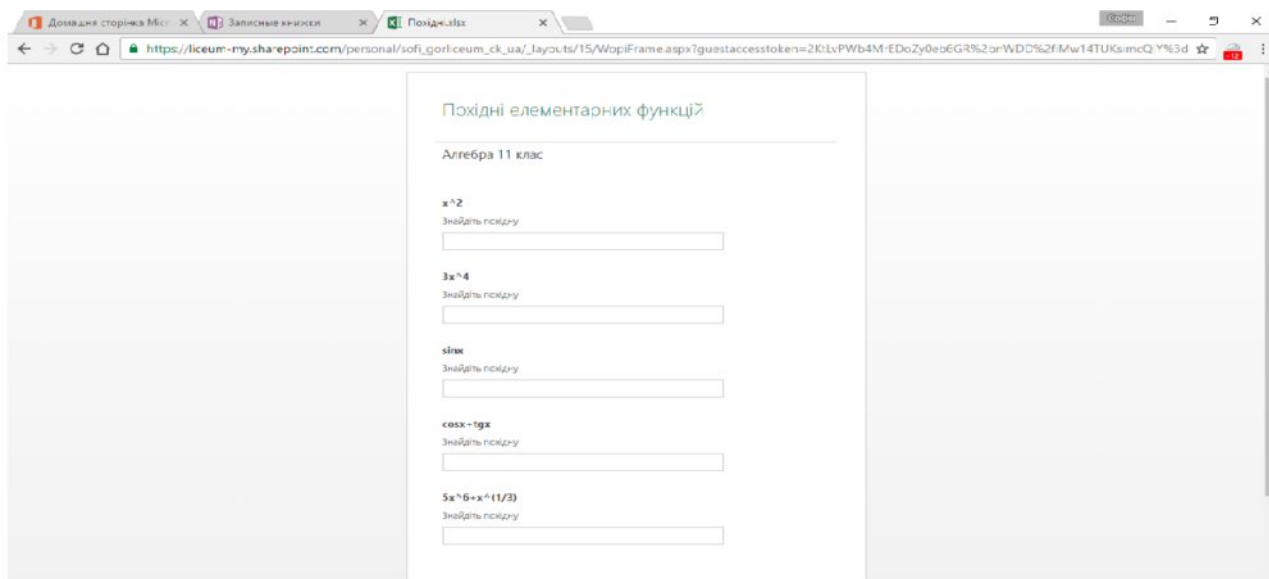 Домашня сторінка Micr
Записные книжки
Похідні.xlsx
Софія
https://liceum-my.sharepoint.com/personal/sofi_gorliceum_ck_ua/_layouts/15/WopiFrame.aspx?guestaccesstoken=
-12
Похідні елементарних функцій
Алгебра 11 клас
x^2
Знайдіть похідну
3x^4
Знайдіть похідну
sinx
Знайдіть похідну
cosx+tgx
Знайдіть похідну
5x^6+x^(1/3)
Знайдіть похідну